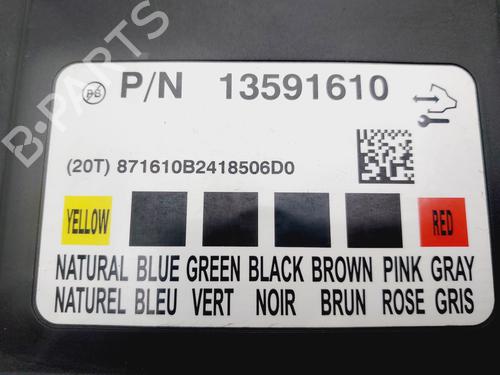 B-PARTS
PB P/N 13591610
(20T) 871610B2418506D0
YELLOW RED
NATURAL BLUE GREEN BLACK BROWN PINK GRAY
NATUREL BLEU VERT NOIR BRUN ROSE GRIS